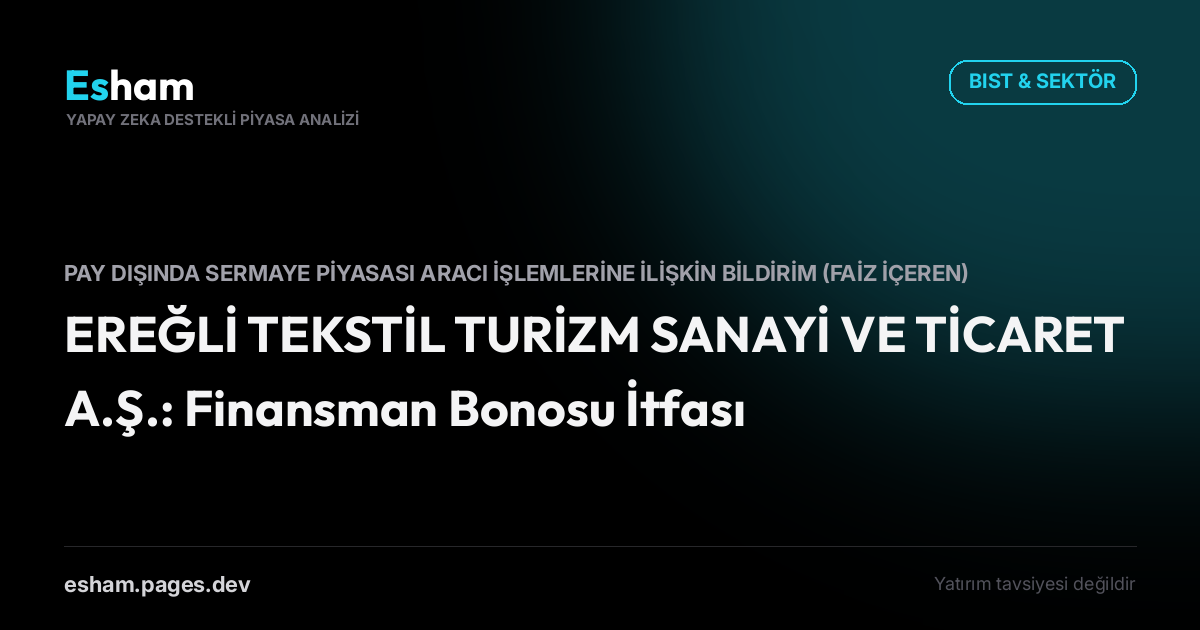 Esham
YAPAY ZEKA DESTEKLİ PİYASA ANALİZİ
BIST & SEKTÖR
PAY DIŞINDA SERMAYE PİYASASI ARACI İŞLEMLERİNE İLİŞKİN BİLDİRİM (FAİZ İÇEREN)
EREĞLİ TEKSTİL TURİZM SANAYİ VE TİCARET
A.Ş.: Finansman Bonosu İtfası
esham.pages.dev
Yatırım tavsiyesi değildir